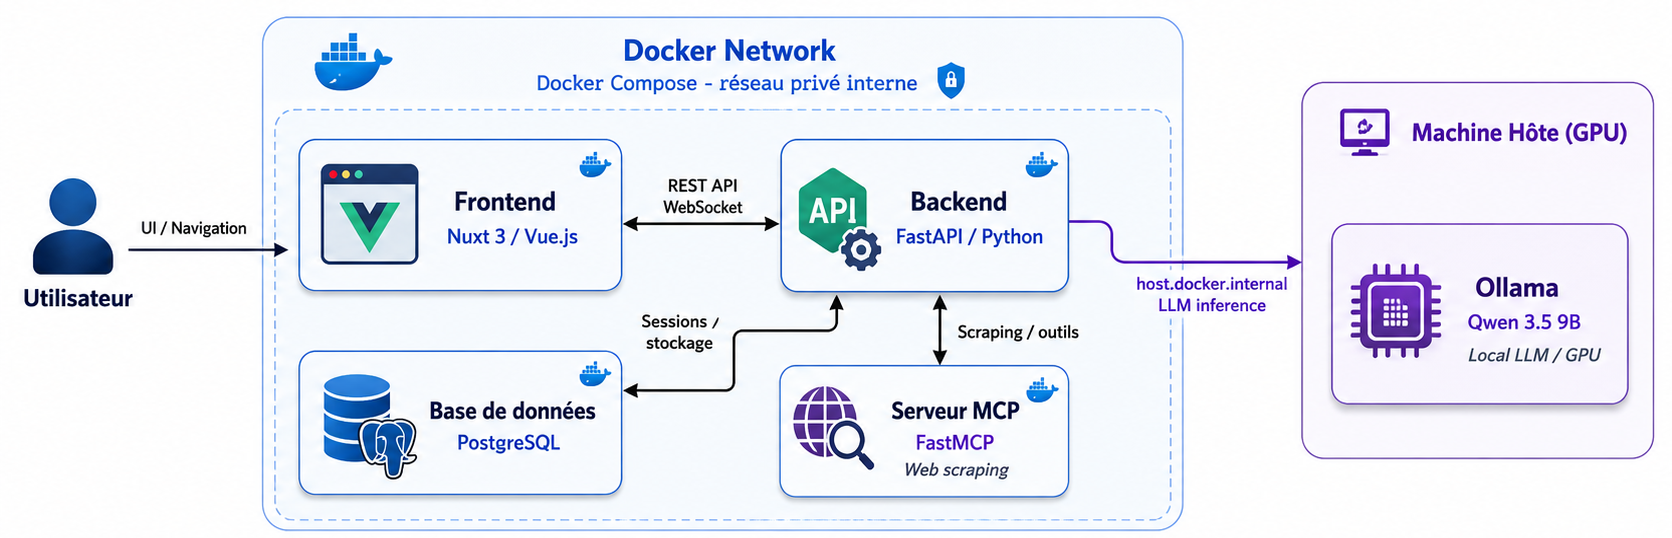 Docker Network
Docker Compose - réseau privé interne
Machine Hôte (GPU)
Utilisateur
UI / Navigation
Frontend
Nuxt 3 / Vue.js
REST API
WebSocket
API
Backend
FastAPI / Python
host.docker.internal
LLM inference
Ollama
Qwen 3.5 9B
Local LLM / GPU
Sessions /
stockage
Scraping / outils
Base de données
PostgreSQL
Serveur MCP
FastMCP
Web scraping